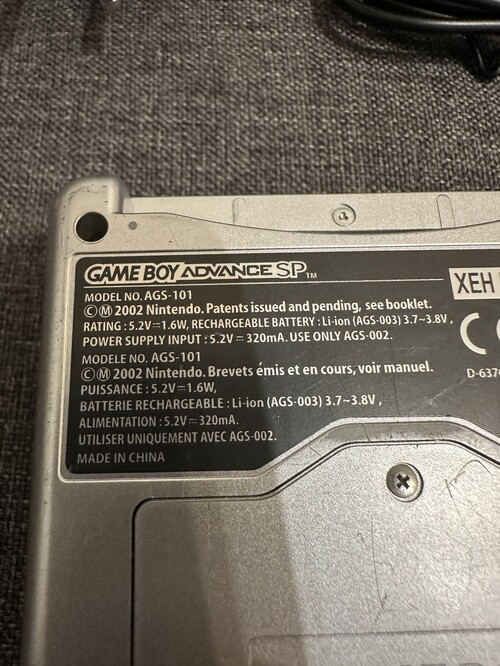 GAME BOY ADVANCE SP TM
XEH
MODEL NO. AGS-101
©Ⓜ 2002 Nintendo. Patents issued and pending, see booklet.
RATING : 5.2V⎓1.6W, RECHARGEABLE BATTERY : Li-ion (AGS-003) 3.7~3.8V ,
POWER SUPPLY INPUT : 5.2V⎓ 320mA. USE ONLY AGS-002.
MODELE NO. AGS-101
©Ⓜ 2002 Nintendo. Brevets émis et en cours, voir manuel.
PUISSANCE : 5.2V⎓1.6W,
BATTERIE RECHARGEABLE : Li-ion (AGS-003) 3.7~3.8V ,
ALIMENTATION : 5.2V⎓320mA.
UTILISER UNIQUEMENT AVEC AGS-002.
MADE IN CHINA
C
D-637